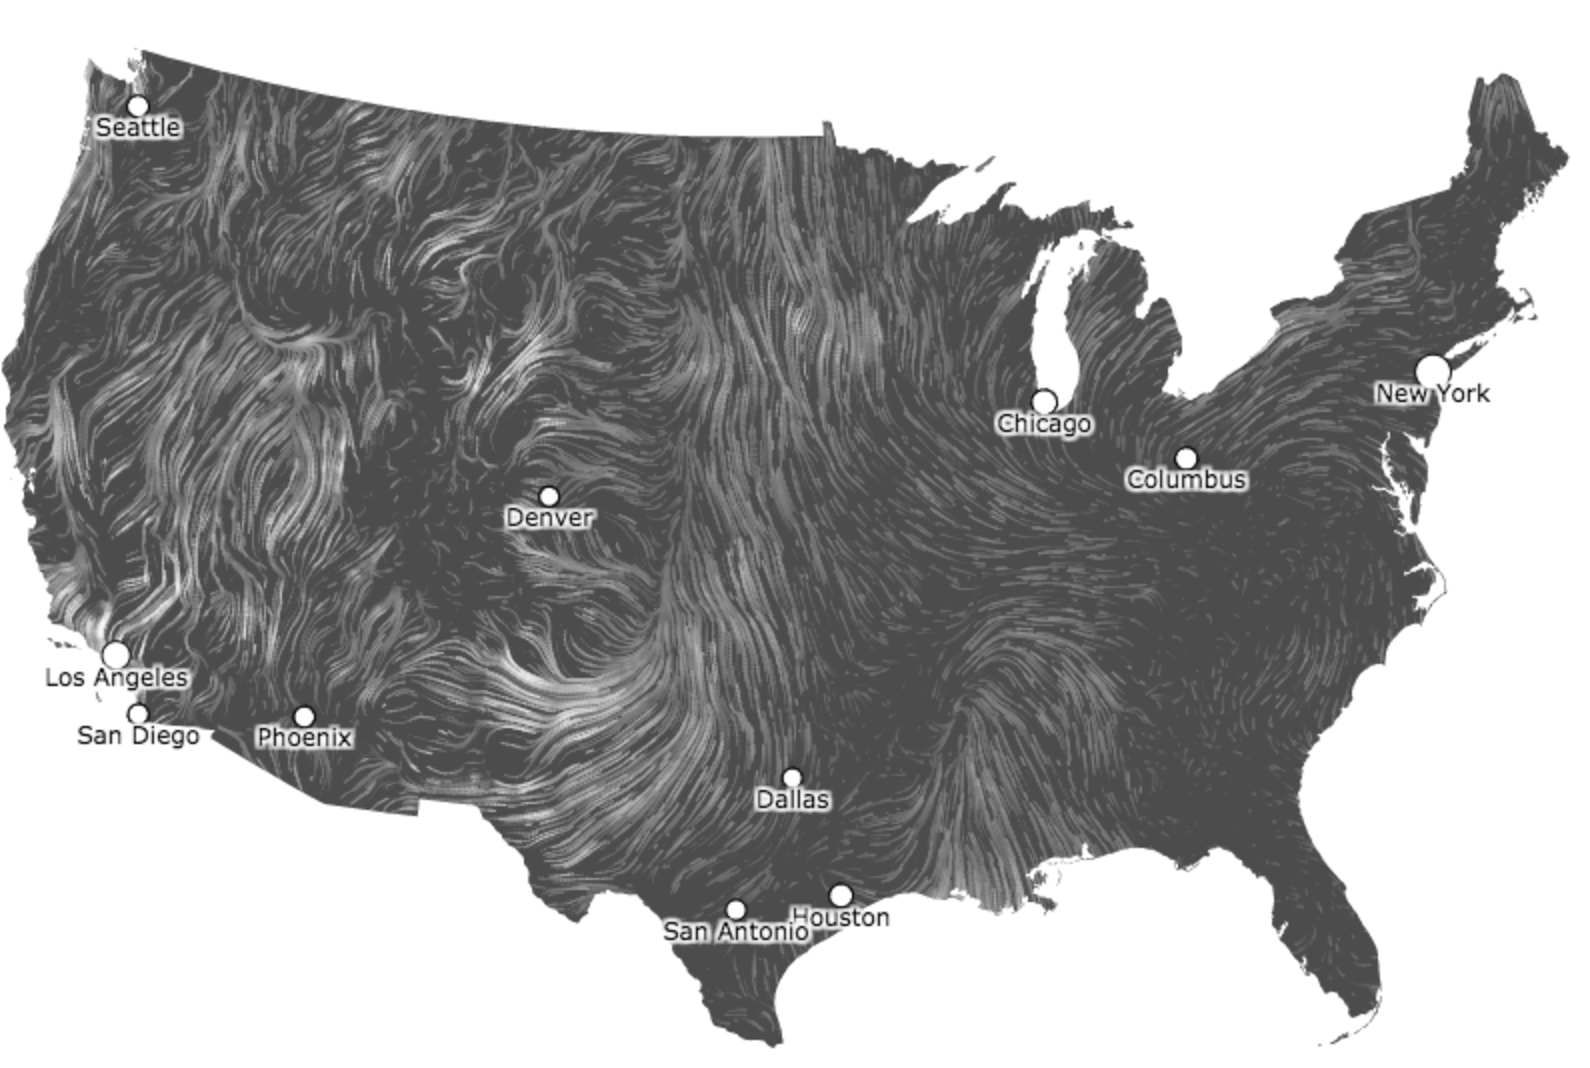 Seattle
New York
Chicago
Columbus
Denver
Los Angeles
San Diego
Phoenix
Dallas
Houston
San Antonio